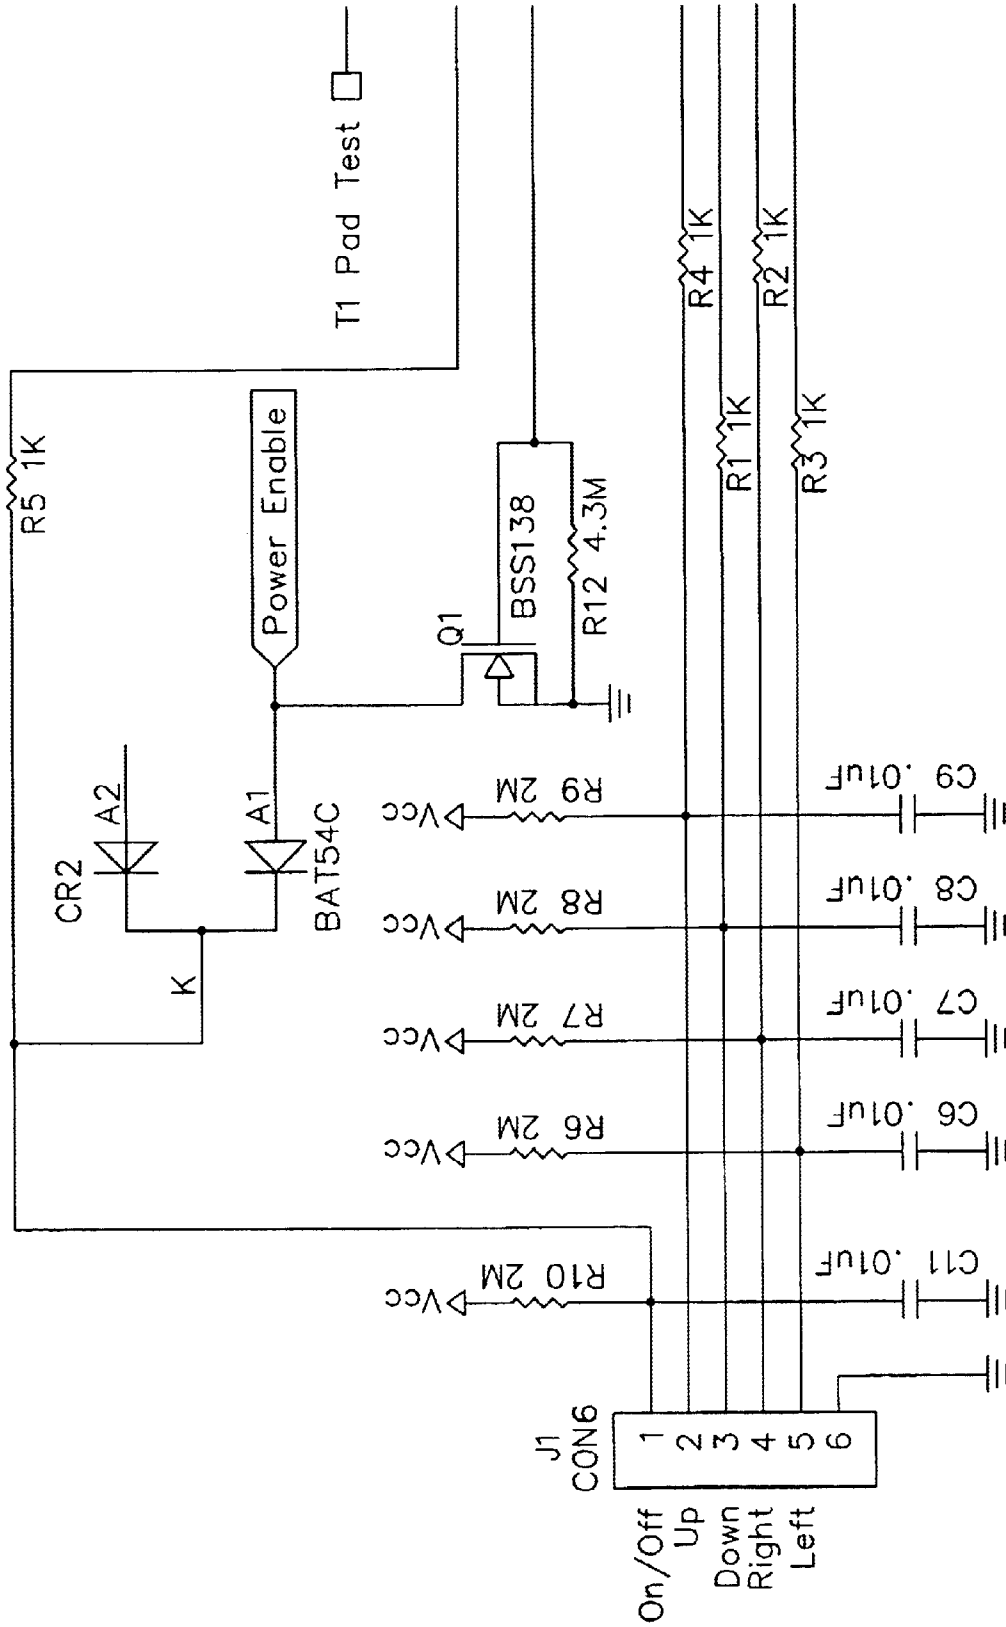 R5 1K
T1 Pad Test
Power Enable
CR2
A2
A1
BAT54C
K
Q1
BSS138
R12 4.3M
R4 1K
R1 1K
R2 1K
R3 1K
Vcc
R9 2M
C9 .01uF
Vcc
R8 2M
C8 .01uF
Vcc
R7 2M
C7 .01uF
Vcc
R6 2M
C6 .01uF
Vcc
R10 2M
C11 .01uF
J1
CON6
On/Off 1
Up 2
Down 3
Right 4
Left 5
6